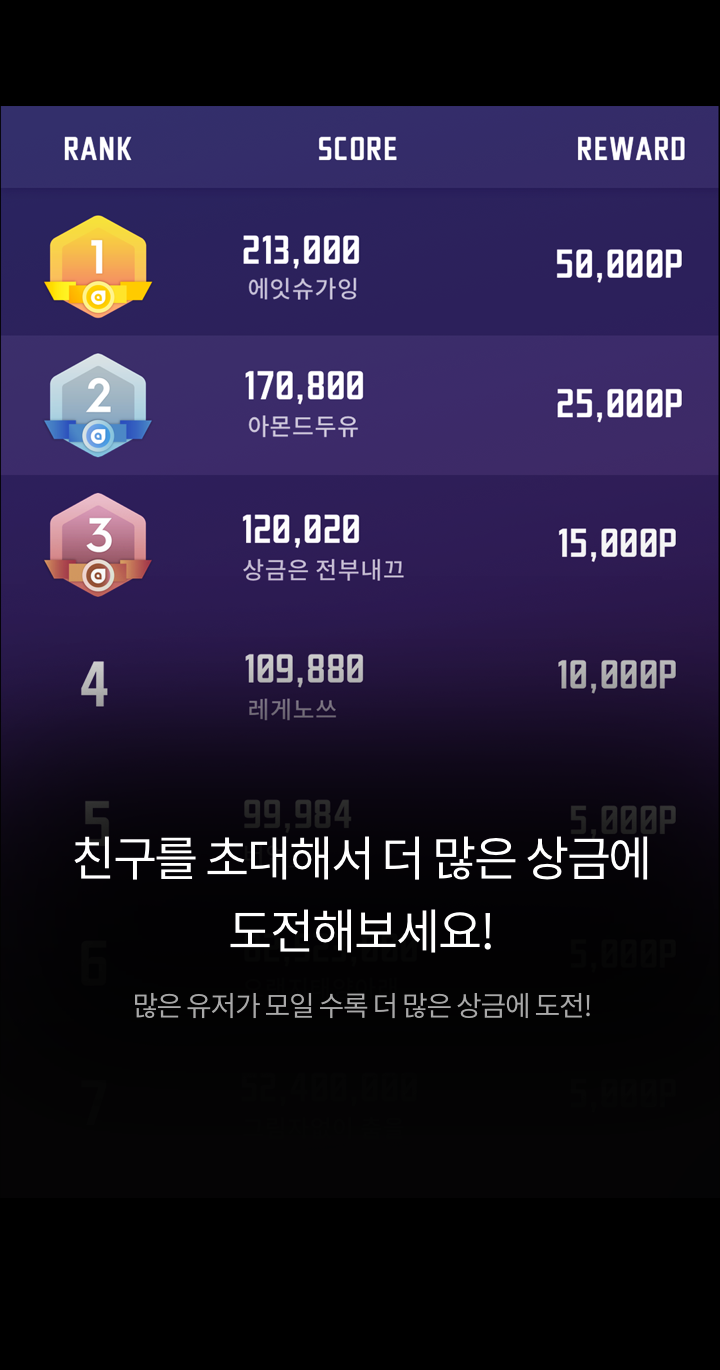 RANK SCORE REWARD
1 213,000 50,000P
에잇슈가잉
2 170,800 25,000P
아몬드두유
3 120,020 15,000P
상금은 전부내끄
4 109,880 10,000P
레게노쓰
5 99,984 5,000P
친구를 초대해서 더 많은 상금에
도전해보세요!
6 5,000P
많은 유저가 모일 수록 더 많은 상금에 도전!
7 52,400,000 5,000P